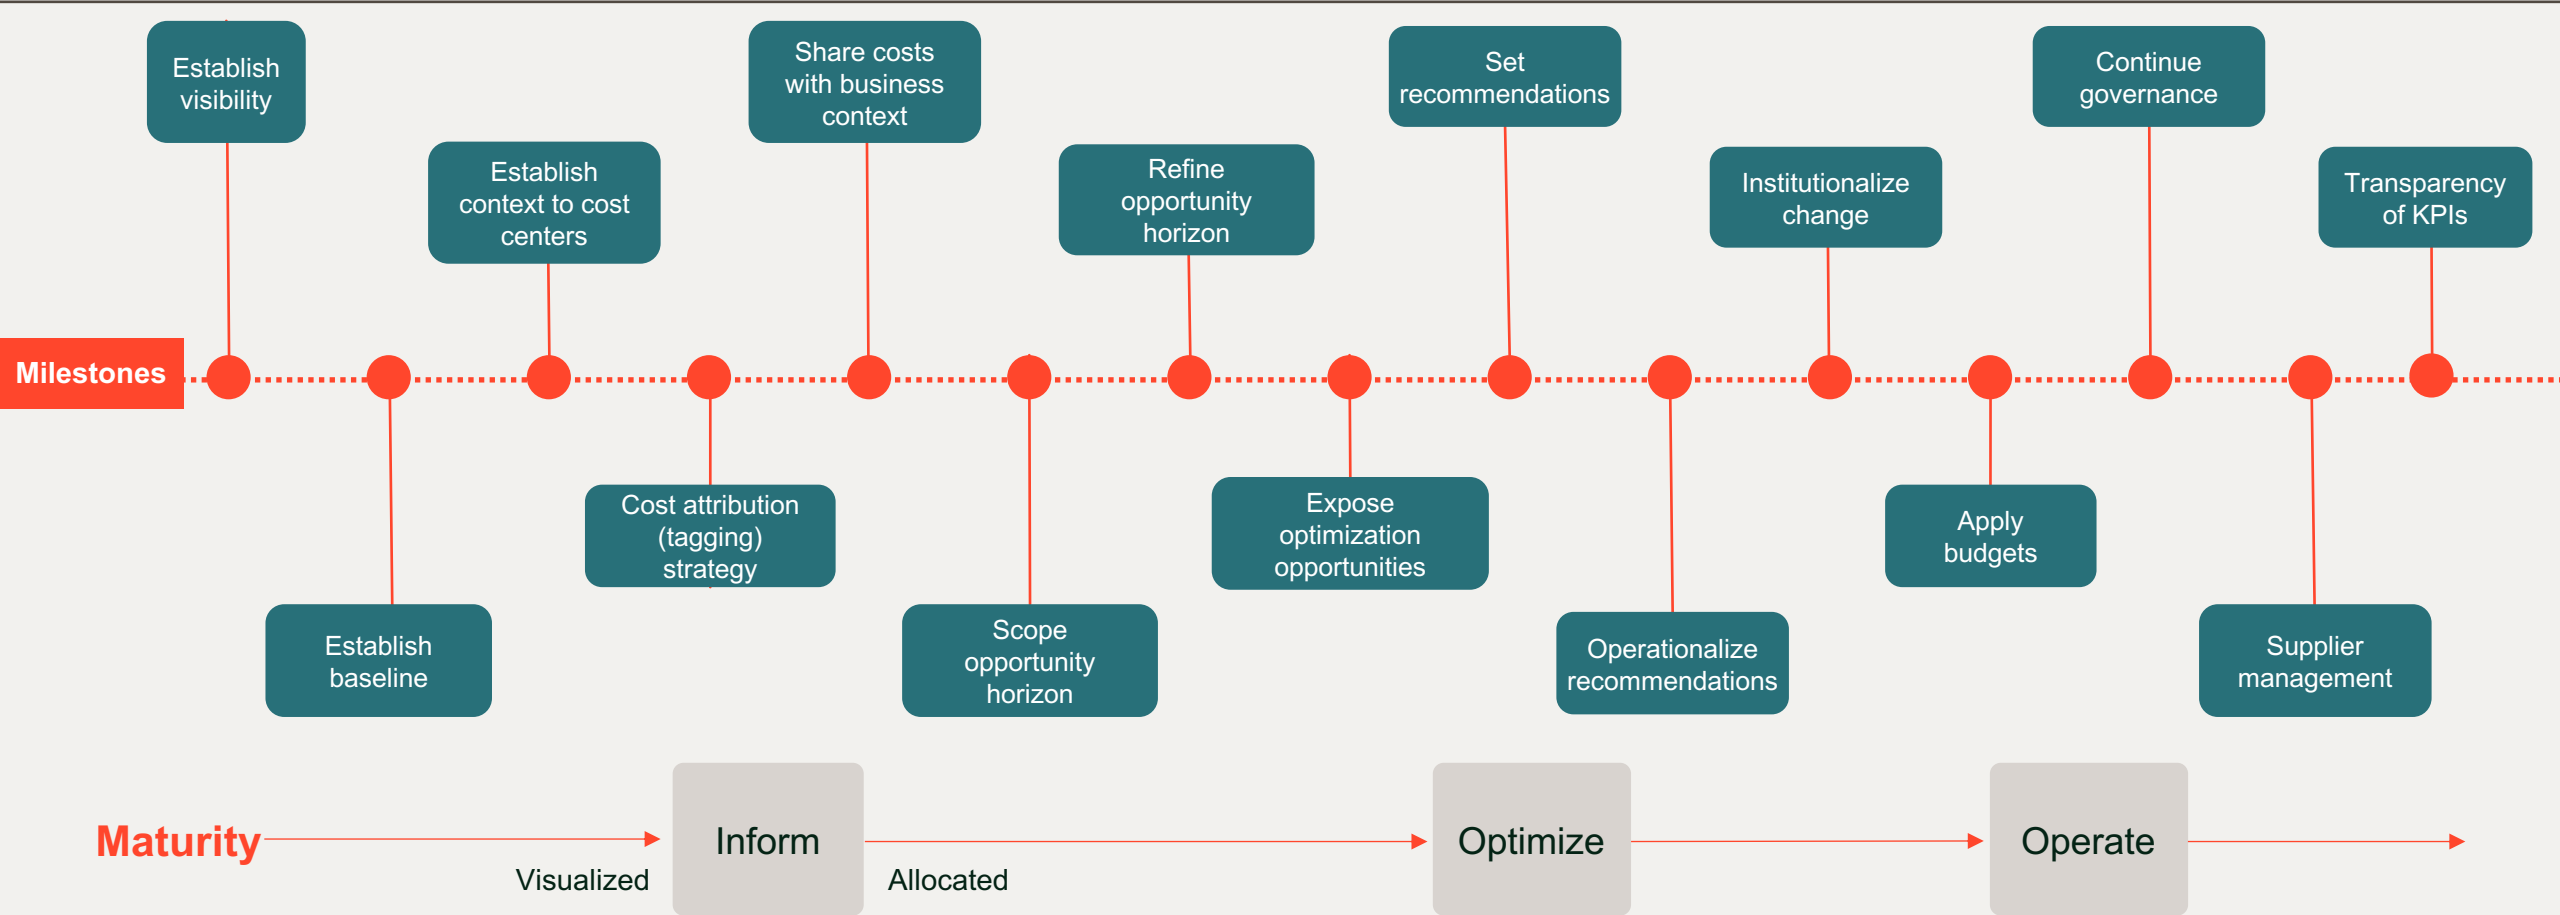 Establish
visibility
Share costs
with business
context
Set
recommendations
Continue
governance
Establish
context to cost
centers
Refine
opportunity
horizon
Institutionalize
change
Transparency
of KPIs
Milestones
Cost attribution
(tagging)
strategy
Expose
optimization
opportunities
Apply
budgets
Establish
baseline
Scope
opportunity
horizon
Operationalize
recommendations
Supplier
management
Maturity
Visualized
Inform
Allocated
Optimize
Operate